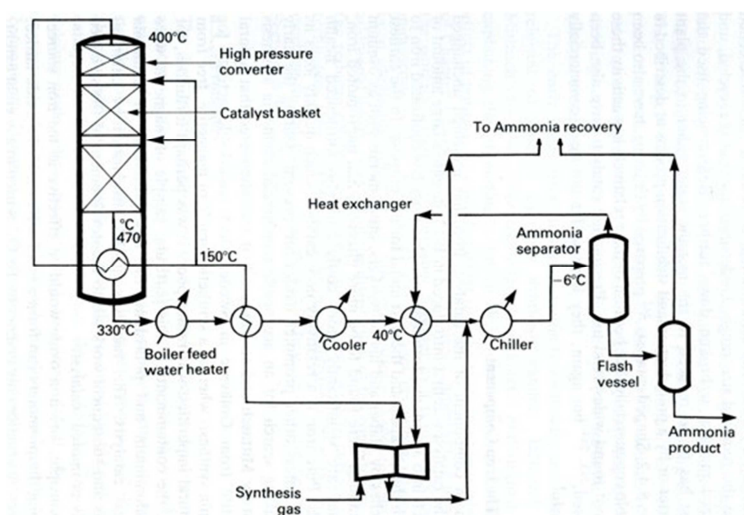 400°C
High pressure
converter
Catalyst basket
To Ammonia recovery
Heat exchanger
°C
470
150°C
Ammonia
separator
–6°C
330°C
Boiler feed
water heater
Cooler
40°C
Chiller
Flash
vessel
Ammonia
product
Synthesis
gas